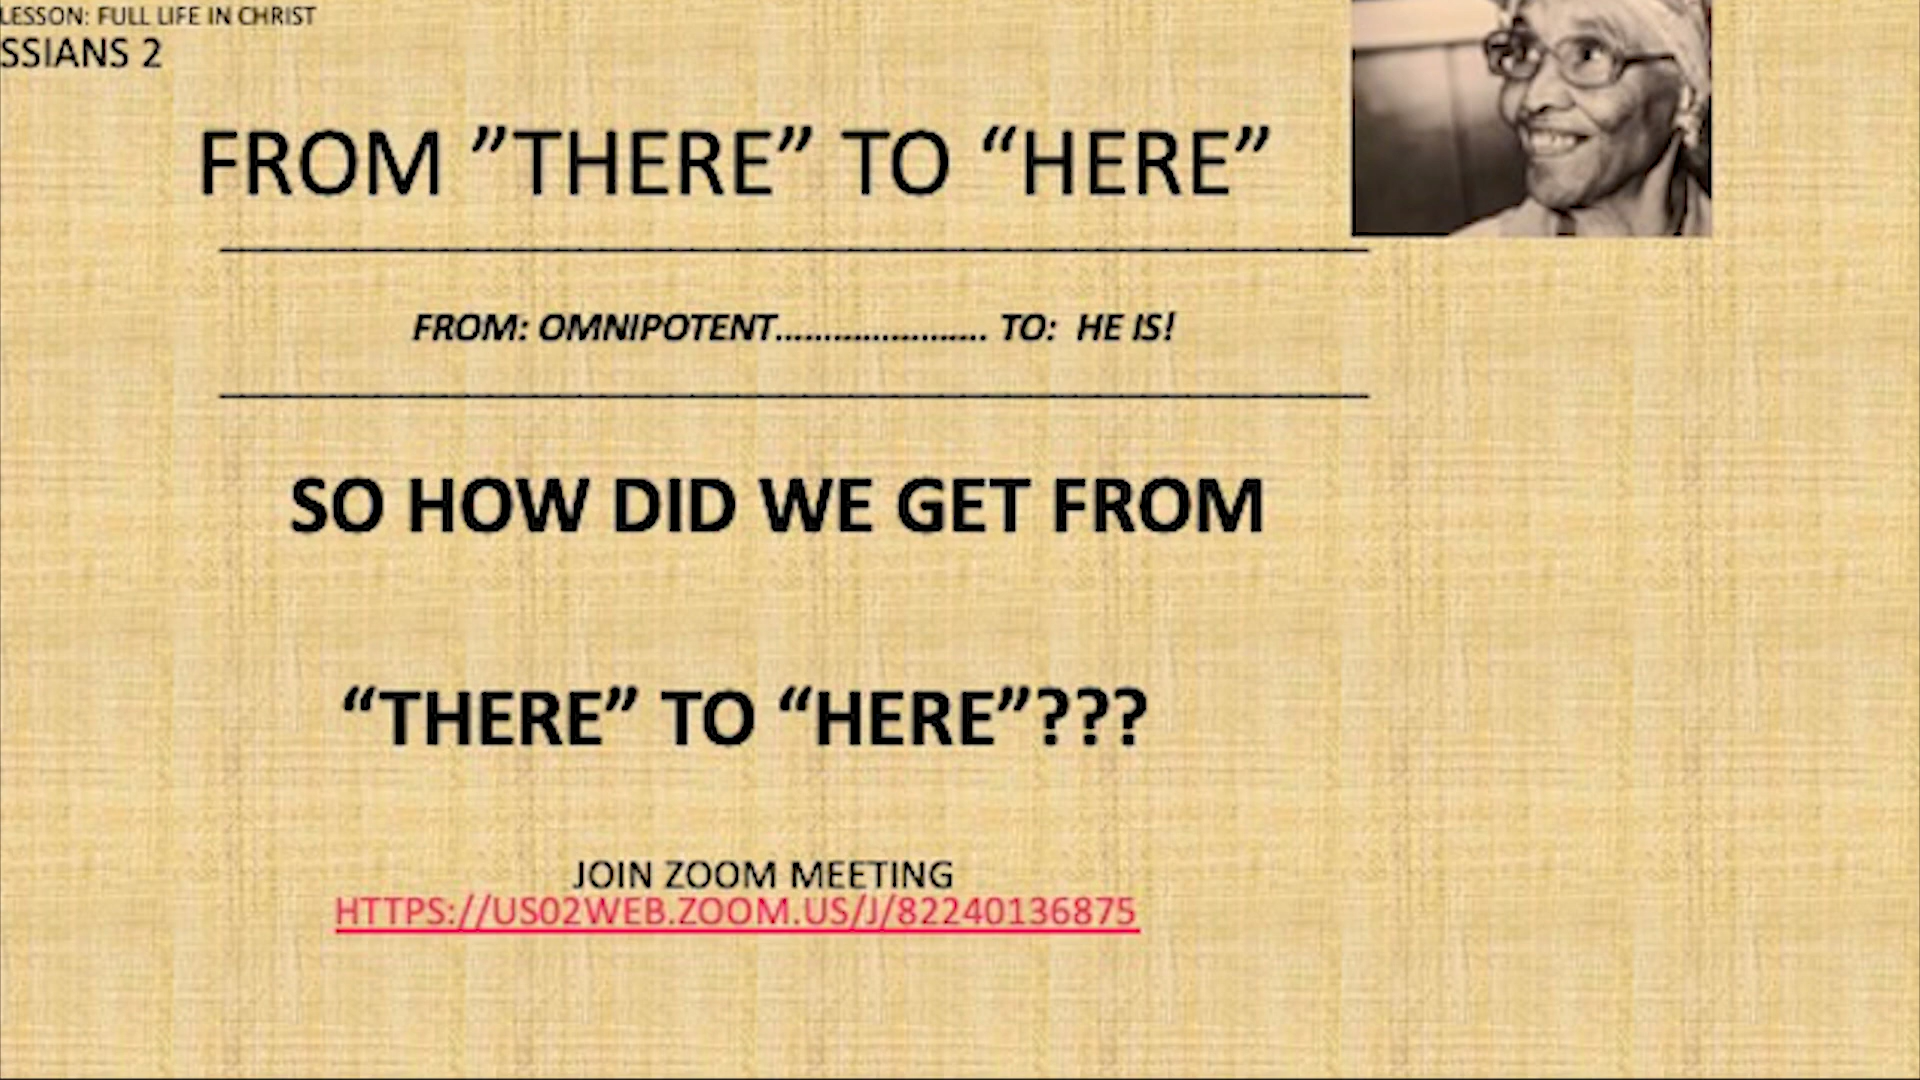 LESSON: FULL LIFE IN CHRIST
SSIANS 2
FROM ”THERE” TO “HERE”
FROM: OMNIPOTENT...................... TO: HE IS!
SO HOW DID WE GET FROM
“THERE” TO “HERE”???
JOIN ZOOM MEETING
HTTPS://US02WEB.ZOOM.US/J/82240136875